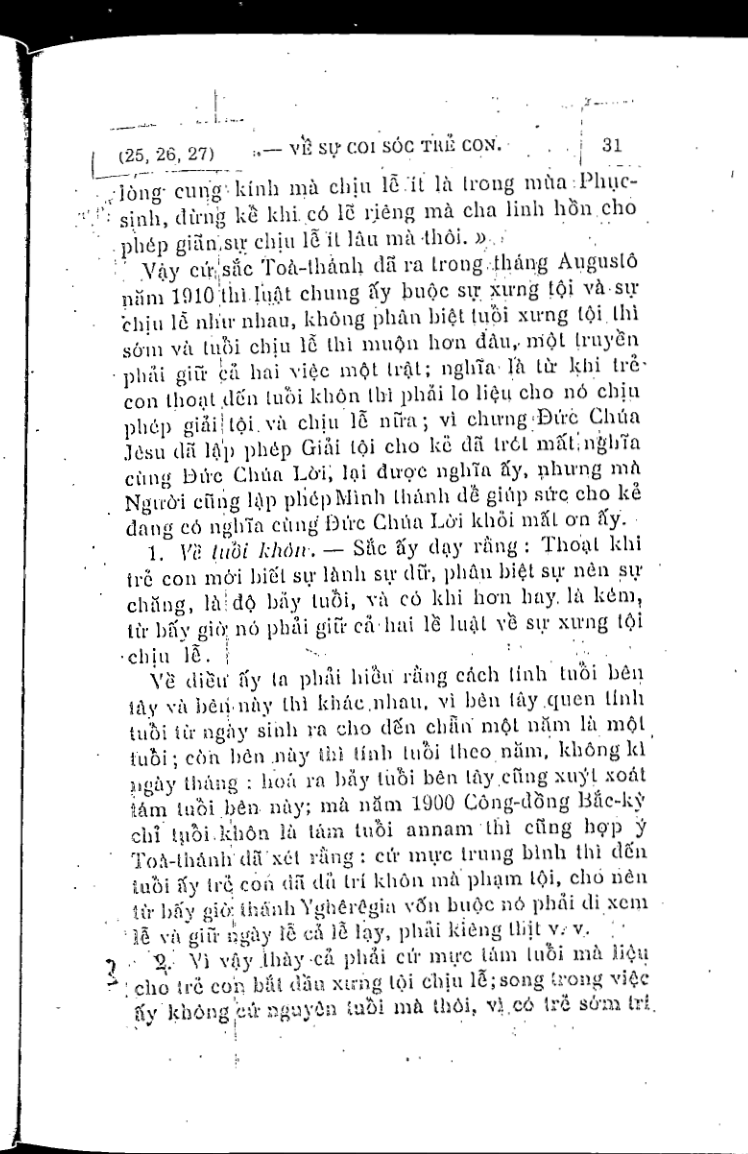 (25, 26, 27) — VỀ SỰ COI SÓC TRẺ CON. 31
lòng cung kính mà chịu lễ ít là trong mùa Phục-
sinh, đừng kể khi có lẽ riêng mà cha linh hồn cho
phép giãn sự chịu lễ ít lâu mà thôi. »
Vậy cứ sắc Toà-thánh đã ra trong tháng Augustô
năm 1910 thì luật chung ấy buộc sự xưng tội và sự
chịu lễ như nhau, không phân biệt tuổi xưng tội thì
sớm và tuổi chịu lễ thì muộn hơn đâu, một truyền
phải giữ cả hai việc một trật; nghĩa là từ khi trẻ
con thoạt đến tuổi khôn thì phải lo liệu cho nó chịu
phép giải tội và chịu lễ nữa; vì chưng Đức Chúa
Jêsu đã lập phép Giải tội cho kẻ đã trót mất nghĩa
cùng Đức Chúa Lời, lại được nghĩa ấy, nhưng mà
Người cũng lập phép Mình thánh để giúp sức cho kẻ
đang có nghĩa cùng Đức Chúa Lời khỏi mất ơn ấy.
1. Về tuổi khôn. — Sắc ấy dạy rằng : Thoạt khi
trẻ con mới biết sự lành sự dữ, phân biệt sự nên sự
chăng, là độ bảy tuổi, và có khi hơn hay là kém,
từ bấy giờ nó phải giữ cả hai lề luật về sự xưng tội
chịu lễ.
Về điều ấy ta phải hiểu rằng cách tính tuổi bên
tây và bên này thì khác nhau, vì bên tây quen tính
tuổi từ ngày sinh ra cho đến chẵn một năm là một
tuổi; còn bên này thì tính tuổi theo năm, không kì
ngày tháng : hoá ra bảy tuổi bên tây cũng xuýt xoát
tám tuổi bên này; mà năm 1900 Công-đồng Bắc-kỳ
chỉ tuổi khôn là tám tuổi annam thì cũng hợp ý
Toà-thánh đã xét rằng : cứ mực trung bình thì đến
tuổi ấy trẻ con đã đủ trí khôn mà phạm tội, cho nên
từ bấy giờ thánh Yghêrêgia vốn buộc nó phải đi xem
lễ và giữ ngày lễ cả lễ lạy, phải kiêng thịt v. v.
2. Vì vậy thày cả phải cứ mực tám tuổi mà liệu
cho trẻ con bắt đầu xưng tội chịu lễ; song trong việc
ấy không cứ nguyên tuổi mà thôi, vì có trẻ sớm trí